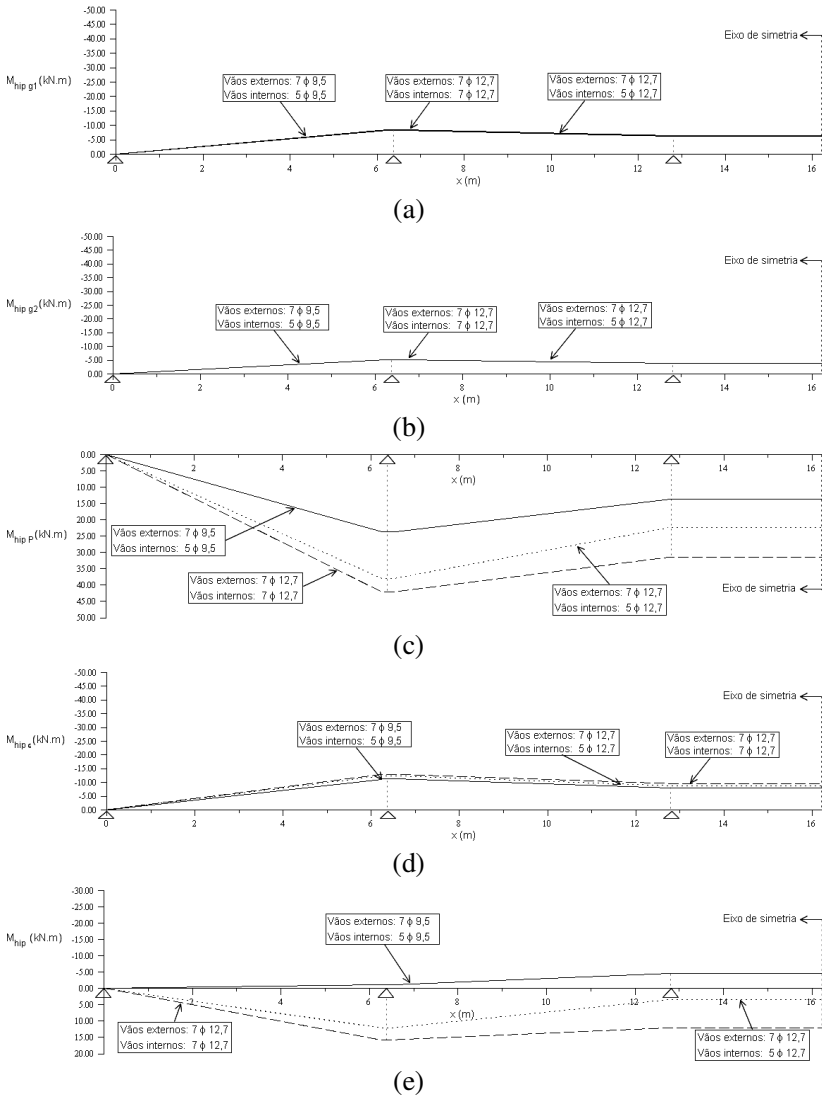 -50.00
-45.00
-40.00
-35.00
-30.00
-25.00
-20.00
-15.00
-10.00
-5.00
0.00
M hip g1 (kN.m)
Eixo de simetria
Vãos externos: 7 ϕ 9,5
Vãos internos: 5 ϕ 9,5
Vãos externos: 7 ϕ 12,7
Vãos internos: 7 ϕ 12,7
Vãos externos: 7 ϕ 12,7
Vãos internos: 5 ϕ 12,7
0 2 4 6 8 10 12 14 16
x (m)
(a)
-50.00
-45.00
-40.00
-35.00
-30.00
-25.00
-20.00
-15.00
-10.00
-5.00
0.00
M hip g2 (kN.m)
Eixo de simetria
Vãos externos: 7 ϕ 9,5
Vãos internos: 5 ϕ 9,5
Vãos externos: 7 ϕ 12,7
Vãos internos: 7 ϕ 12,7
Vãos externos: 7 ϕ 12,7
Vãos internos: 5 ϕ 12,7
0 2 4 6 8 10 12 14 16
x (m)
(b)
0.00
5.00
10.00
15.00
20.00
25.00
30.00
35.00
40.00
45.00
50.00
M hip P (kN.m)
2 4 6 8 10 12 14 16
x (m)
Vãos externos: 7 ϕ 9,5
Vãos internos: 5 ϕ 9,5
Vãos externos: 7 ϕ 12,7
Vãos internos: 7 ϕ 12,7
Vãos externos: 7 ϕ 12,7
Vãos internos: 5 ϕ 12,7
Eixo de simetria
(c)
-50.00
-45.00
-40.00
-35.00
-30.00
-25.00
-20.00
-15.00
-10.00
-5.00
0.00
M hip ε (kN.m)
Eixo de simetria
Vãos externos: 7 ϕ 9,5
Vãos internos: 5 ϕ 9,5
Vãos externos: 7 ϕ 12,7
Vãos internos: 5 ϕ 12,7
Vãos externos: 7 ϕ 12,7
Vãos internos: 7 ϕ 12,7
0 2 4 6 8 10 12 14 16
x (m)
(d)
-30.00
-25.00
-20.00
-15.00
-10.00
-5.00
0.00
5.00
10.00
15.00
20.00
M hip (kN.m)
Eixo de simetria
Vãos externos: 7 ϕ 9,5
Vãos internos: 5 ϕ 9,5
2 4 6 8 10 12 14 16
x (m)
Vãos externos: 7 ϕ 12,7
Vãos internos: 7 ϕ 12,7
Vãos externos: 7 ϕ 12,7
Vãos internos: 5 ϕ 12,7
(e)